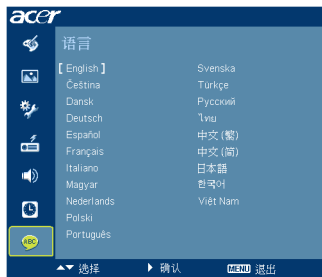 acer
语言
[ English ]
Čeština
Dansk
Deutsch
Español
Français
Italiano
Magyar
Nederlands
Polski
Português
Svenska
Türkçe
Русский
ไทย
中文 (繁)
中文 (简)
日本語
한국어
Việt Nam
ABC
▲▼ 选择 ▶ 确认 MENU 退出